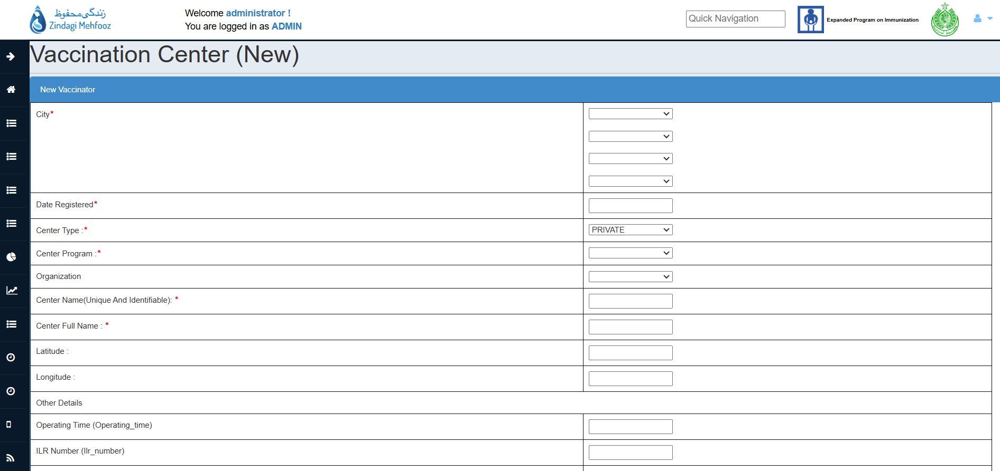 زندگی محفوظ
Zindagi Mehfooz
Welcome administrator !
You are logged in as ADMIN
Quick Navigation
Expanded Program on Immunization
Vaccination Center (New)
New Vaccinator
City*
Date Registered*
Center Type :*
PRIVATE
Center Program :*
Organization
Center Name(Unique And Identifiable): *
Center Full Name : *
Latitude :
Longitude :
Other Details
Operating Time (Operating_time)
ILR Number (Ilr_number)